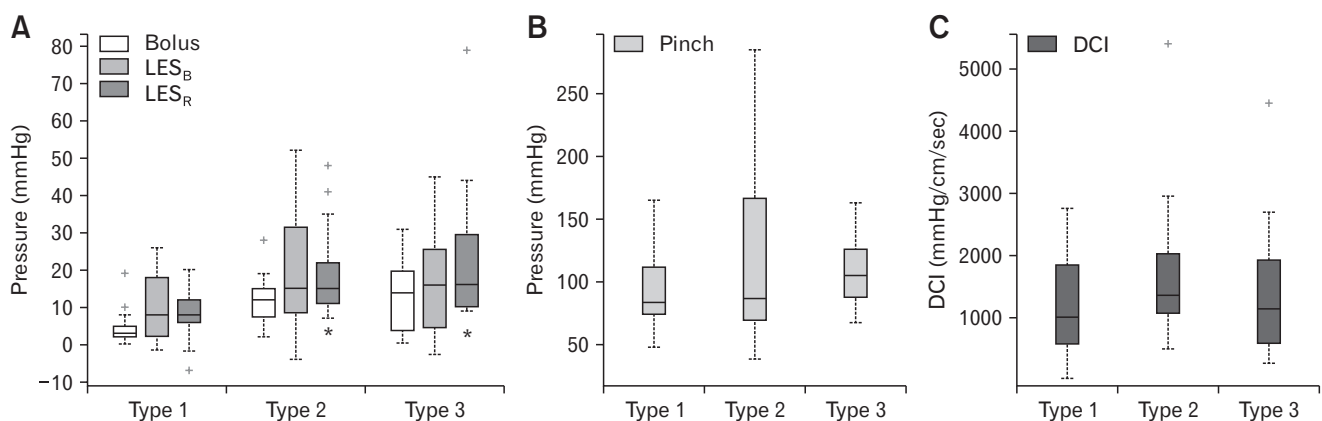 A
Pressure (mmHg)
80
70
60
50
40
30
20
10
0
−10
Bolus
LES_B
LES_R
*
*
Type 1
Type 2
Type 3
B
Pressure (mmHg)
250
200
150
100
50
Pinch
Type 1
Type 2
Type 3
C
DCI (mmHg/cm/sec)
5000
4000
3000
2000
1000
DCI
Type 1
Type 2
Type 3